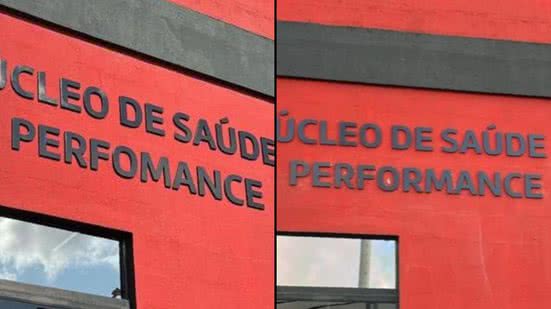 ÚCLEO DE SAÚDE
PERFOMANCE
ÚCLEO DE SAÚDE
PERFORMANCE